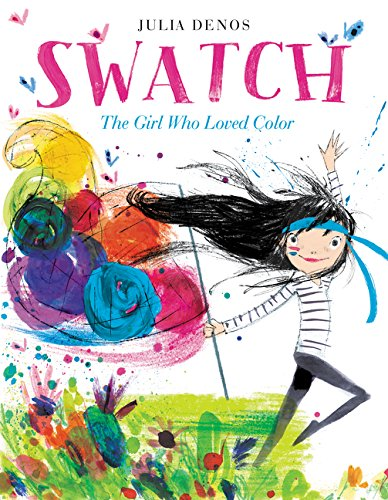 JULIA DENOS
SWATCH
The Girl Who Loved Color